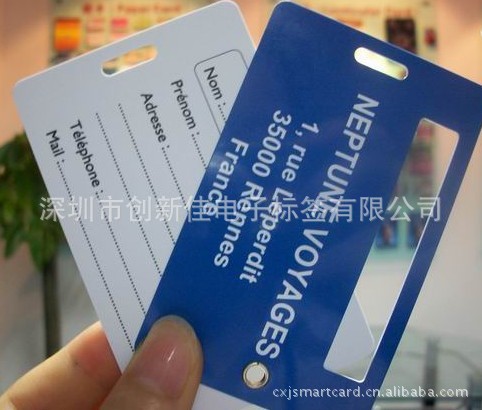 Nom :
Prénom :
Adresse :
Téléphone :
Mail :
NEPTUNE VOYAGES
1, rue Leperdit
35000 Rennes
France
深圳市创新佳电子标签有限公司
cxjsmartcard.cn.alibaba.com